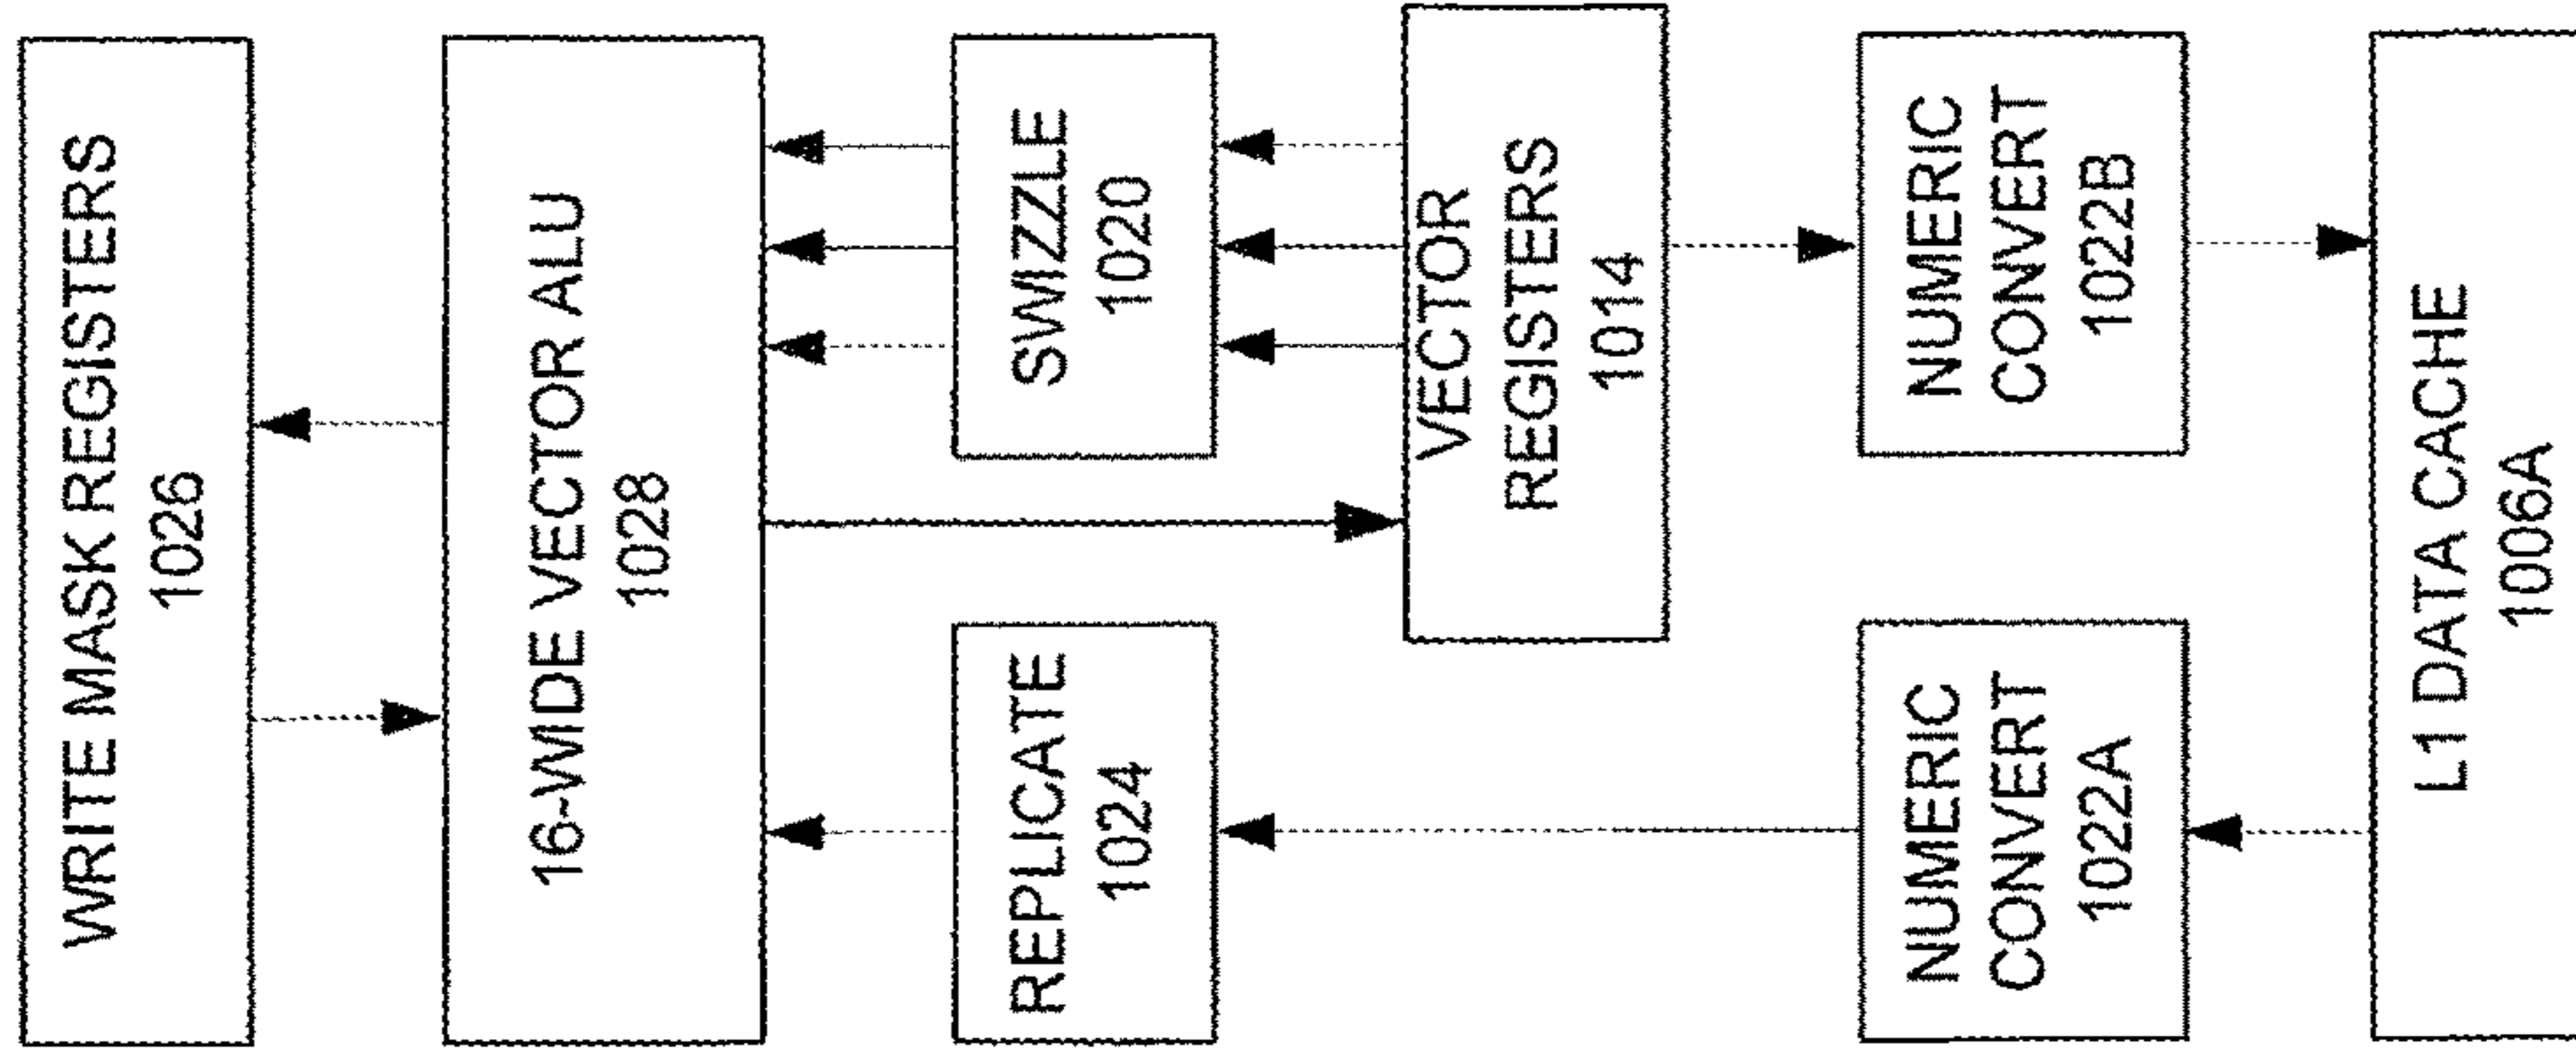 WRITE MASK REGISTERS
1026
16-WIDE VECTOR ALU
1028
REPLICATE
1024
SWIZZLE
1020
VECTOR
REGISTERS
1014
NUMERIC
CONVERT
1022A
NUMERIC
CONVERT
1022B
L1 DATA CACHE
1006A